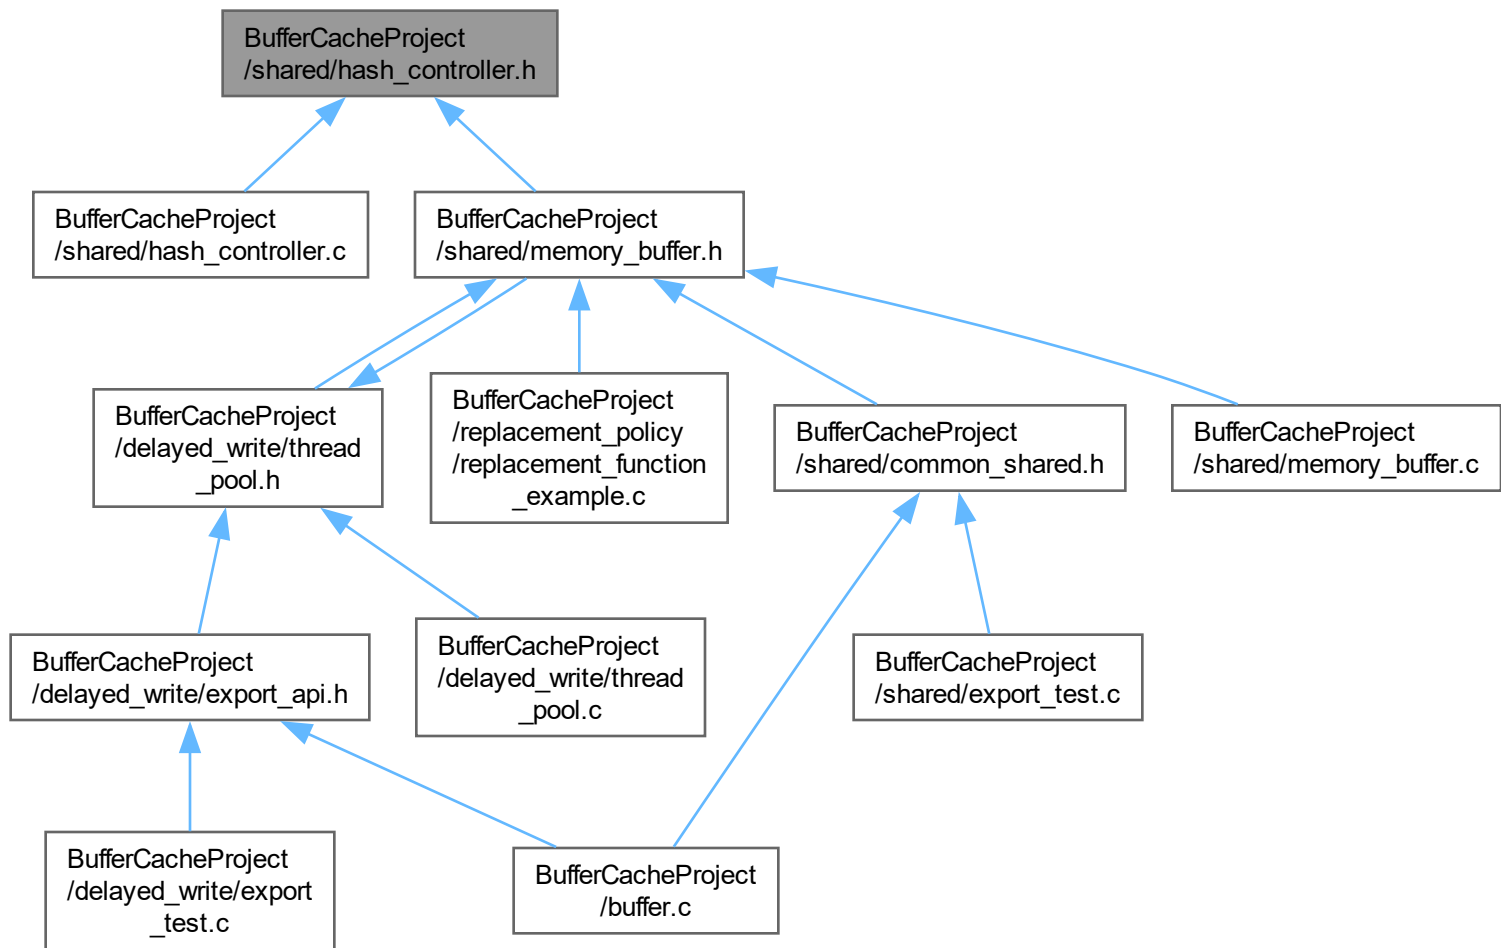 BufferCacheProject
/shared/hash_controller.h
BufferCacheProject
/shared/hash_controller.c
BufferCacheProject
/shared/memory_buffer.h
BufferCacheProject
/delayed_write/thread
_pool.h
BufferCacheProject
/replacement_policy
/replacement_function
_example.c
BufferCacheProject
/shared/common_shared.h
BufferCacheProject
/shared/memory_buffer.c
BufferCacheProject
/delayed_write/export_api.h
BufferCacheProject
/delayed_write/thread
_pool.c
BufferCacheProject
/shared/export_test.c
BufferCacheProject
/delayed_write/export
_test.c
BufferCacheProject
/buffer.c